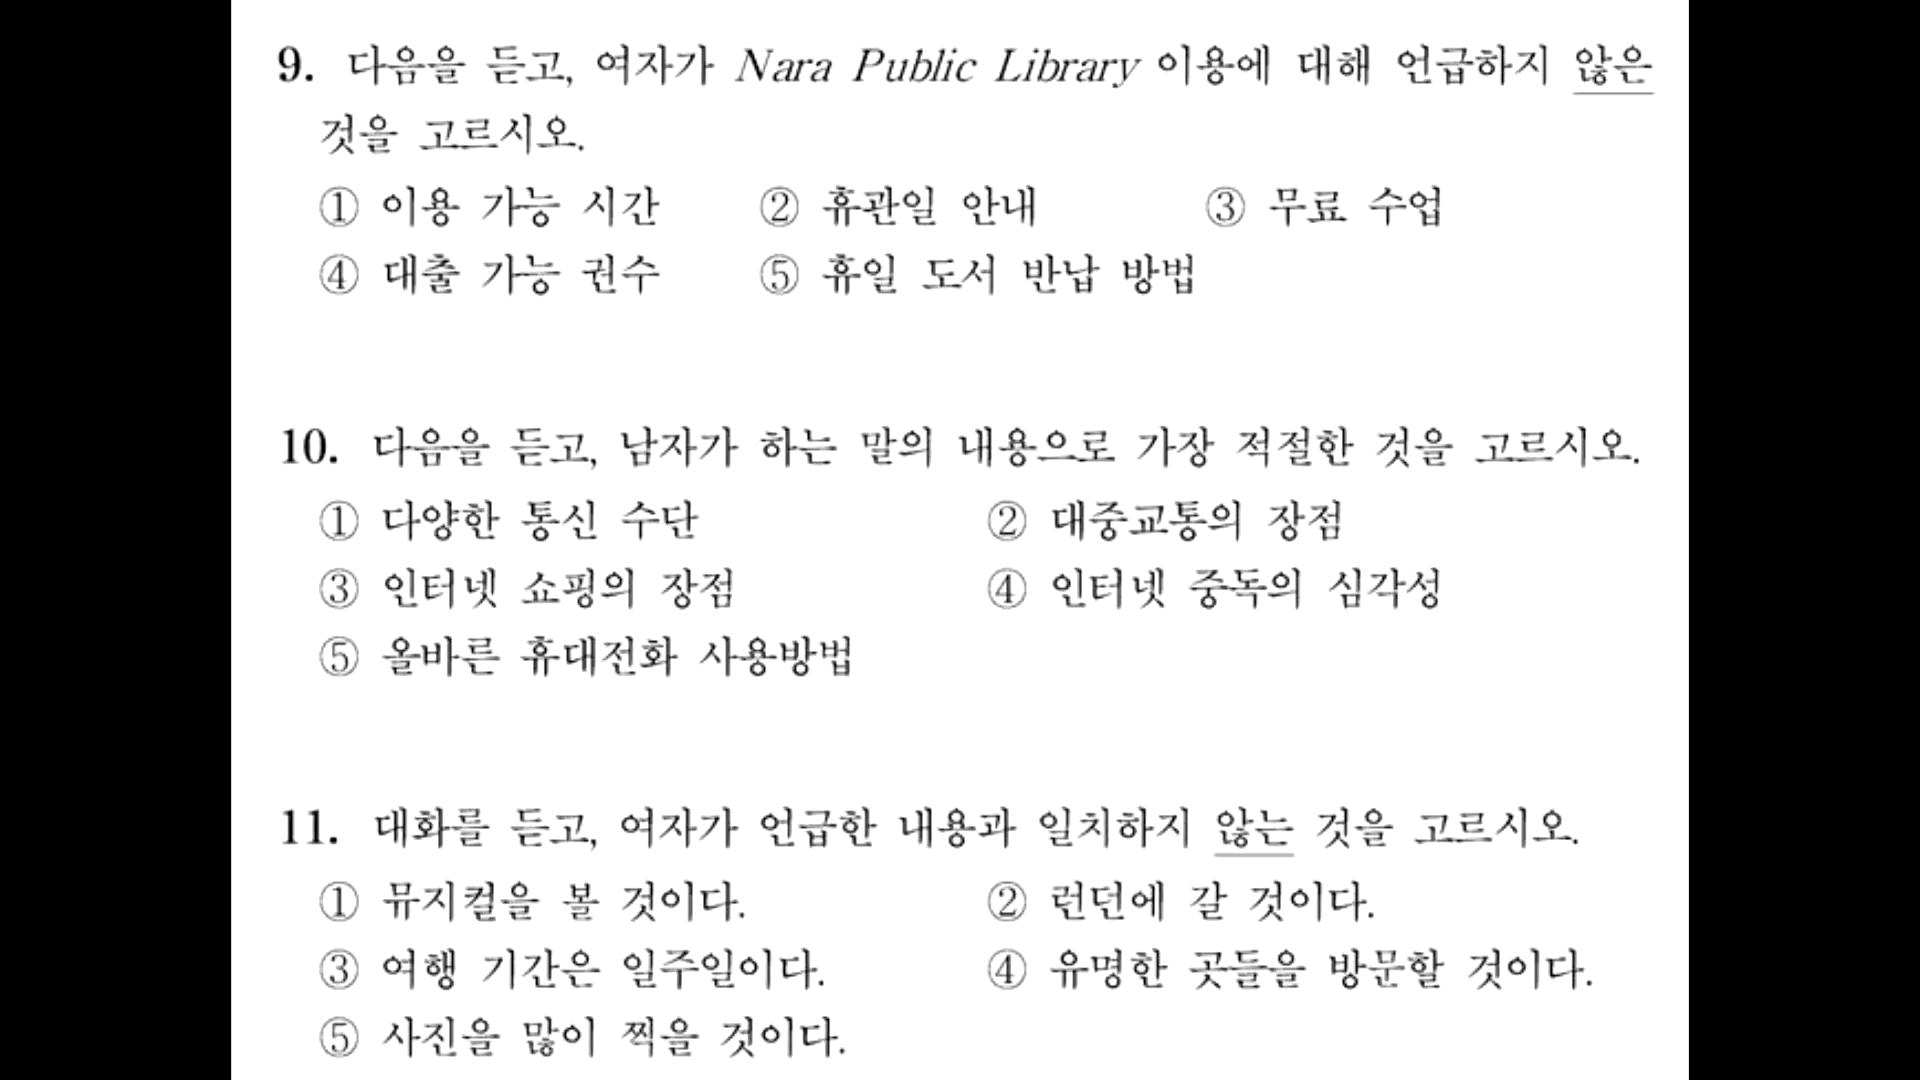 9. 다음을 듣고, 여자가 Nara Public Library 이용에 대해 언급하지 않은
것을 고르시오.
① 이용 가능 시간 ② 휴관일 안내 ③ 무료 수업
④ 대출 가능 권수 ⑤ 휴일 도서 반납 방법
10. 다음을 듣고, 남자가 하는 말의 내용으로 가장 적절한 것을 고르시오.
① 다양한 통신 수단 ② 대중교통의 장점
③ 인터넷 쇼핑의 장점 ④ 인터넷 중독의 심각성
⑤ 올바른 휴대전화 사용방법
11. 대화를 듣고, 여자가 언급한 내용과 일치하지 않는 것을 고르시오.
① 뮤지컬을 볼 것이다. ② 런던에 갈 것이다.
③ 여행 기간은 일주일이다. ④ 유명한 곳들을 방문할 것이다.
⑤ 사진을 많이 찍을 것이다.